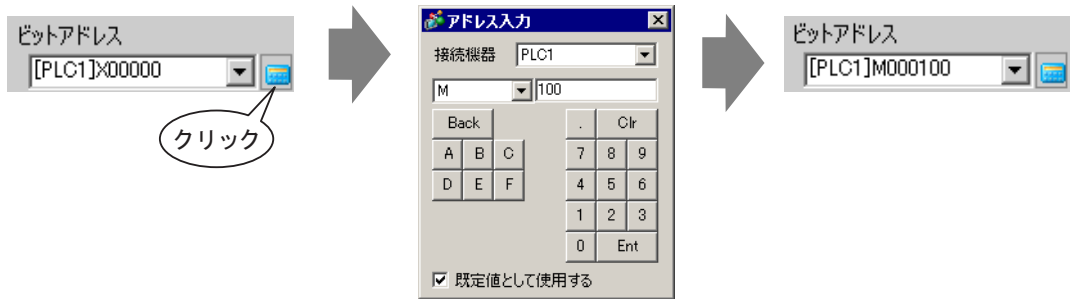 ビットアドレス
[PLC1]X00000
クリック
アドレス入力
接続機器 PLC1
M 100
Back . Clr
A B C 7 8 9
D E F 4 5 6
1 2 3
0 Ent
既定値として使用する
ビットアドレス
[PLC1]M000100